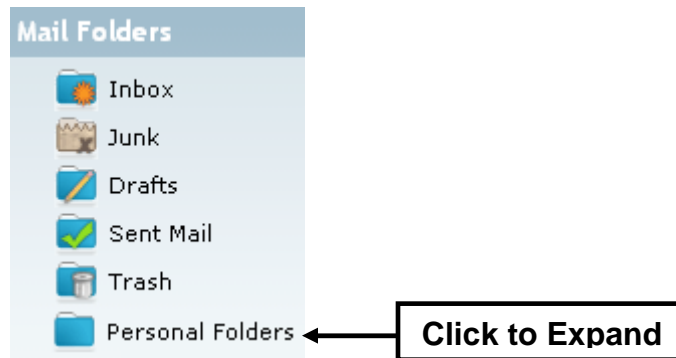 Mail Folders
Inbox
Junk
Drafts
Sent Mail
Trash
Personal Folders
Click to Expand